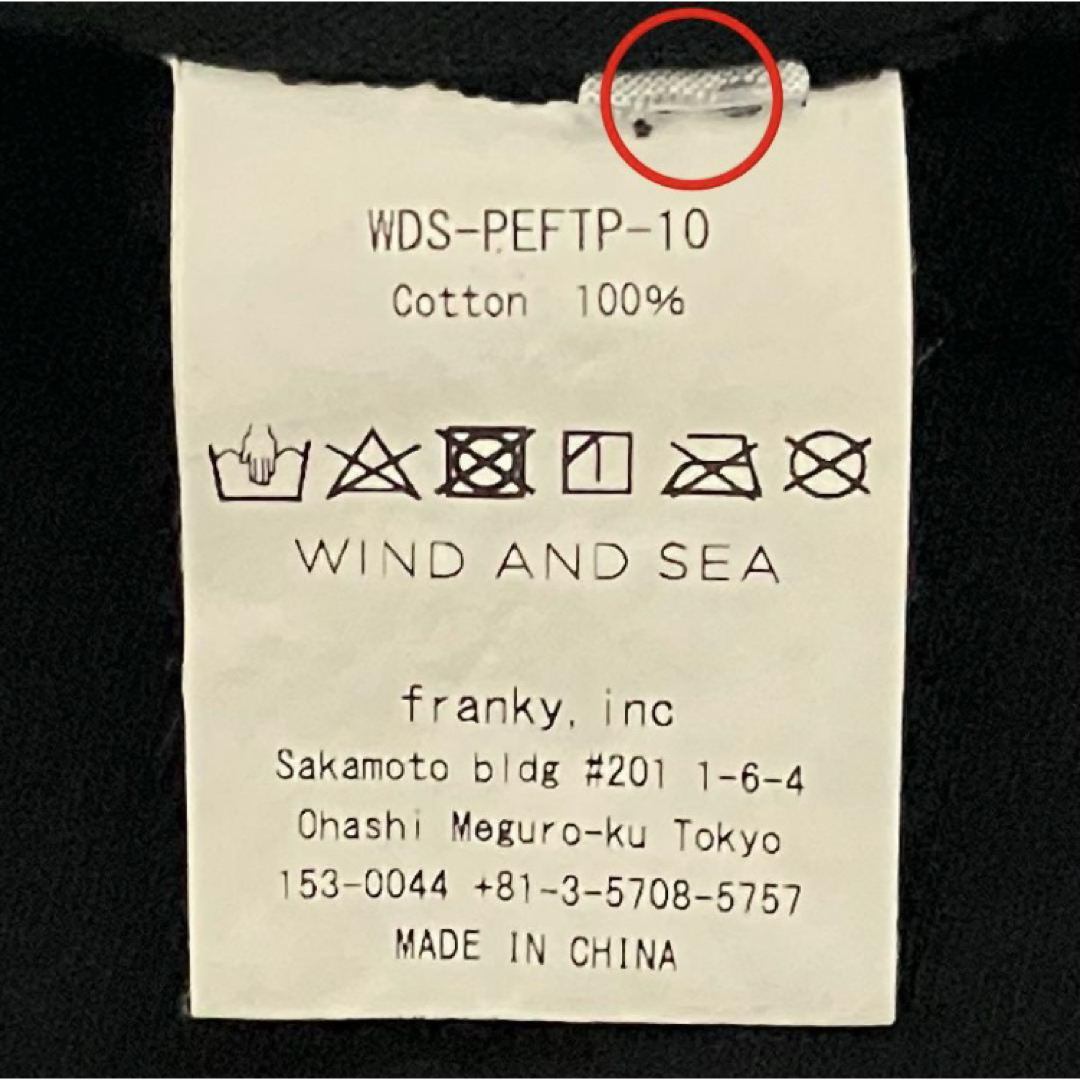 WDS-PEFTP-10
Cotton 100%
WIND AND SEA
franky, inc
Sakamoto bldg #201 1-6-4
Ohashi Meguro-ku Tokyo
153-0044 +81-3-5708-5757
MADE IN CHINA